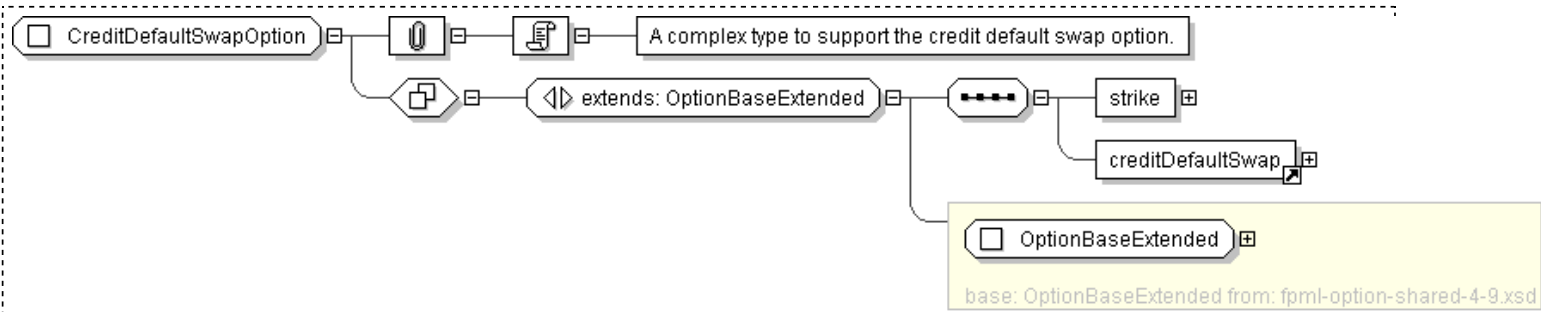 CreditDefaultSwapOption
A complex type to support the credit default swap option.
extends: OptionBaseExtended
strike
creditDefaultSwap
OptionBaseExtended
base: OptionBaseExtended from: fpml-option-shared-4-9.xsd